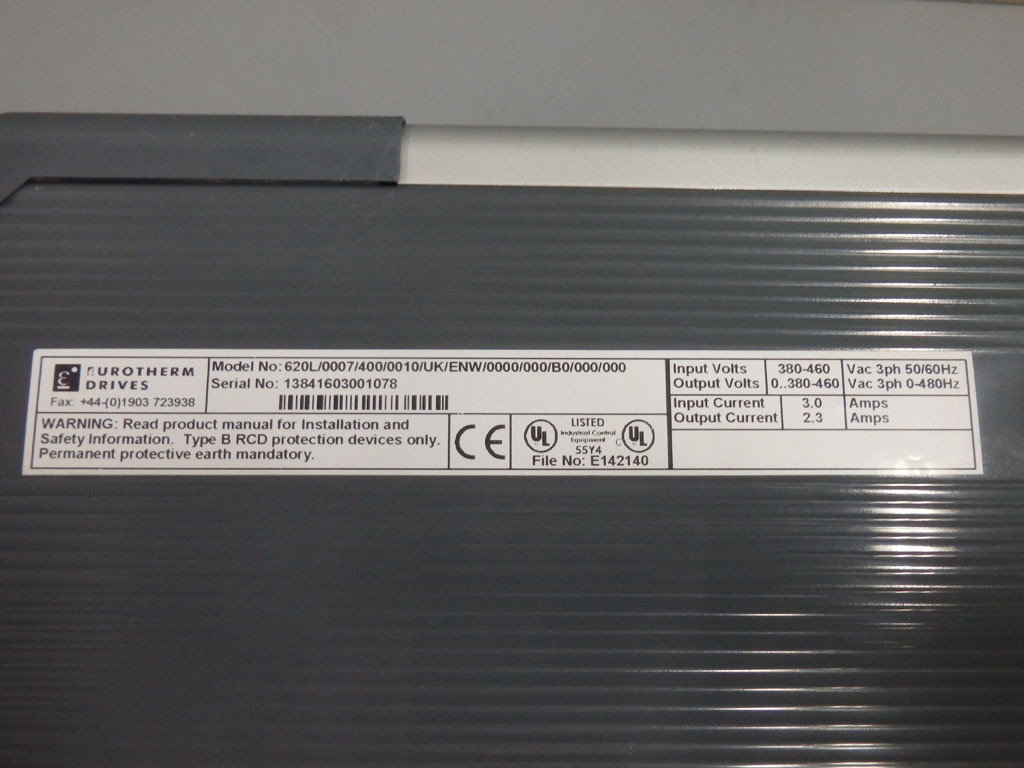 EUROTHERM
DRIVES
Fax: +44-(0)1903 723938
Model No: 620L/0007/400/0010/UK/ENW/0000/000/B0/000/000
Serial No: 13841603001078
WARNING: Read product manual for Installation and
Safety Information. Type B RCD protection devices only.
Permanent protective earth mandatory.
CE
UL
LISTED
Industrial Control
Equipment
55Y4
C UL
File No: E142140
Input Volts 380-460 Vac 3ph 50/60Hz
Output Volts 0..380-460 Vac 3ph 0-480Hz
Input Current 3.0 Amps
Output Current 2.3 Amps